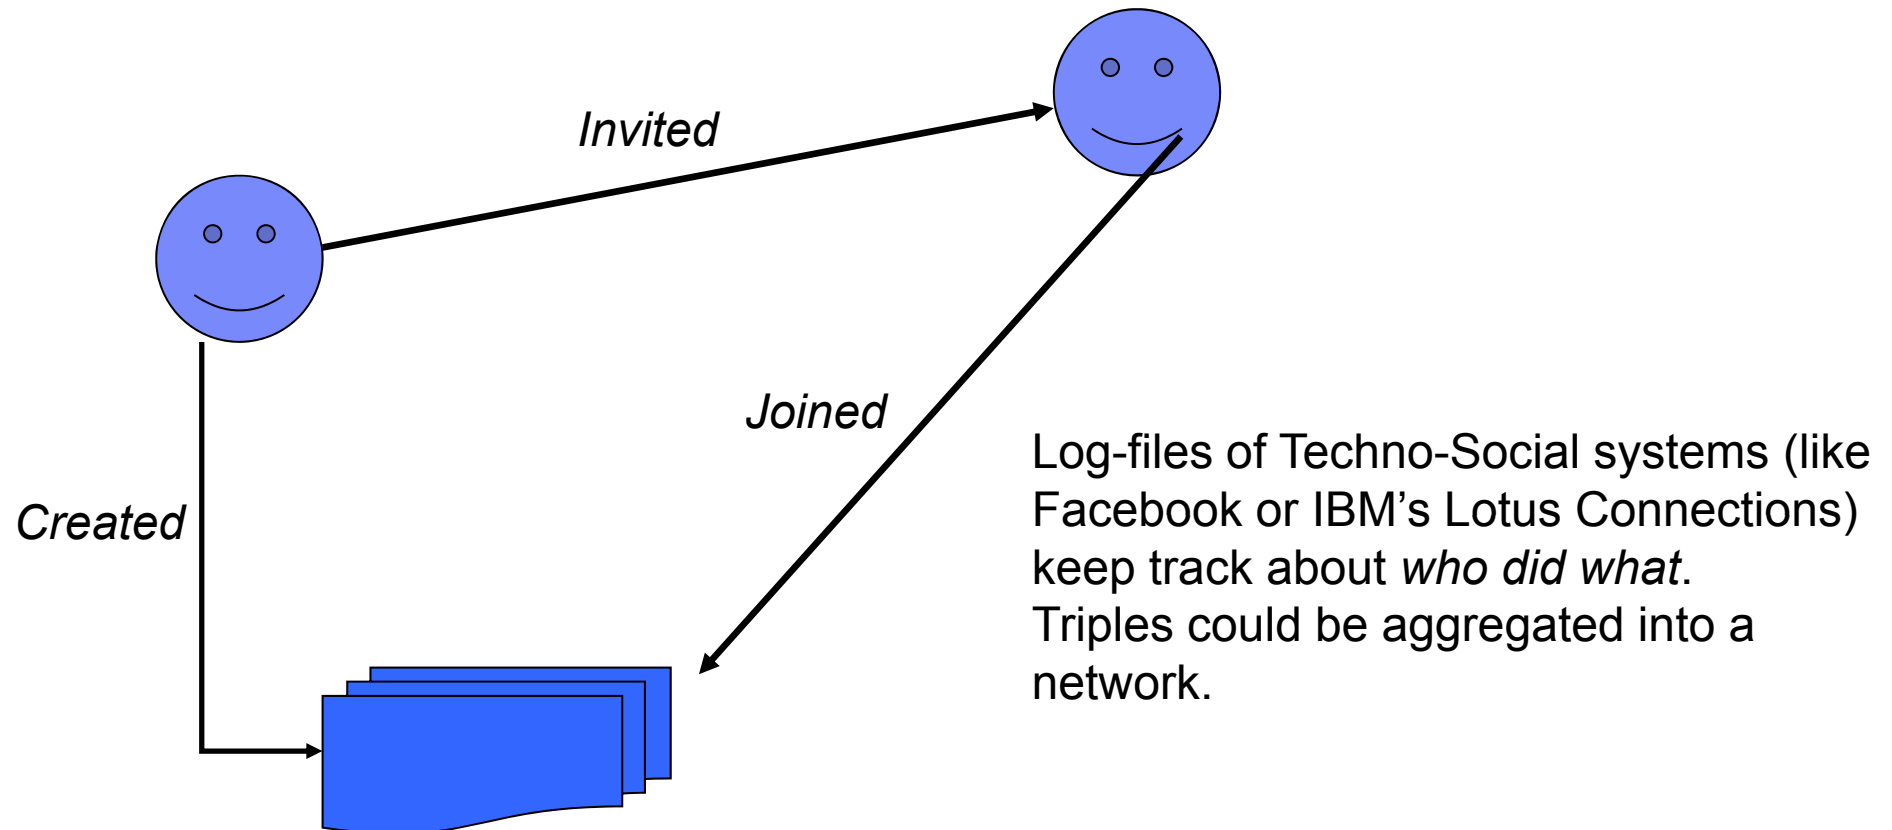 Invited
Joined
Created
Log-files of Techno-Social systems (like
Facebook or IBM’s Lotus Connections)
keep track about who did what.
Triples could be aggregated into a
network.